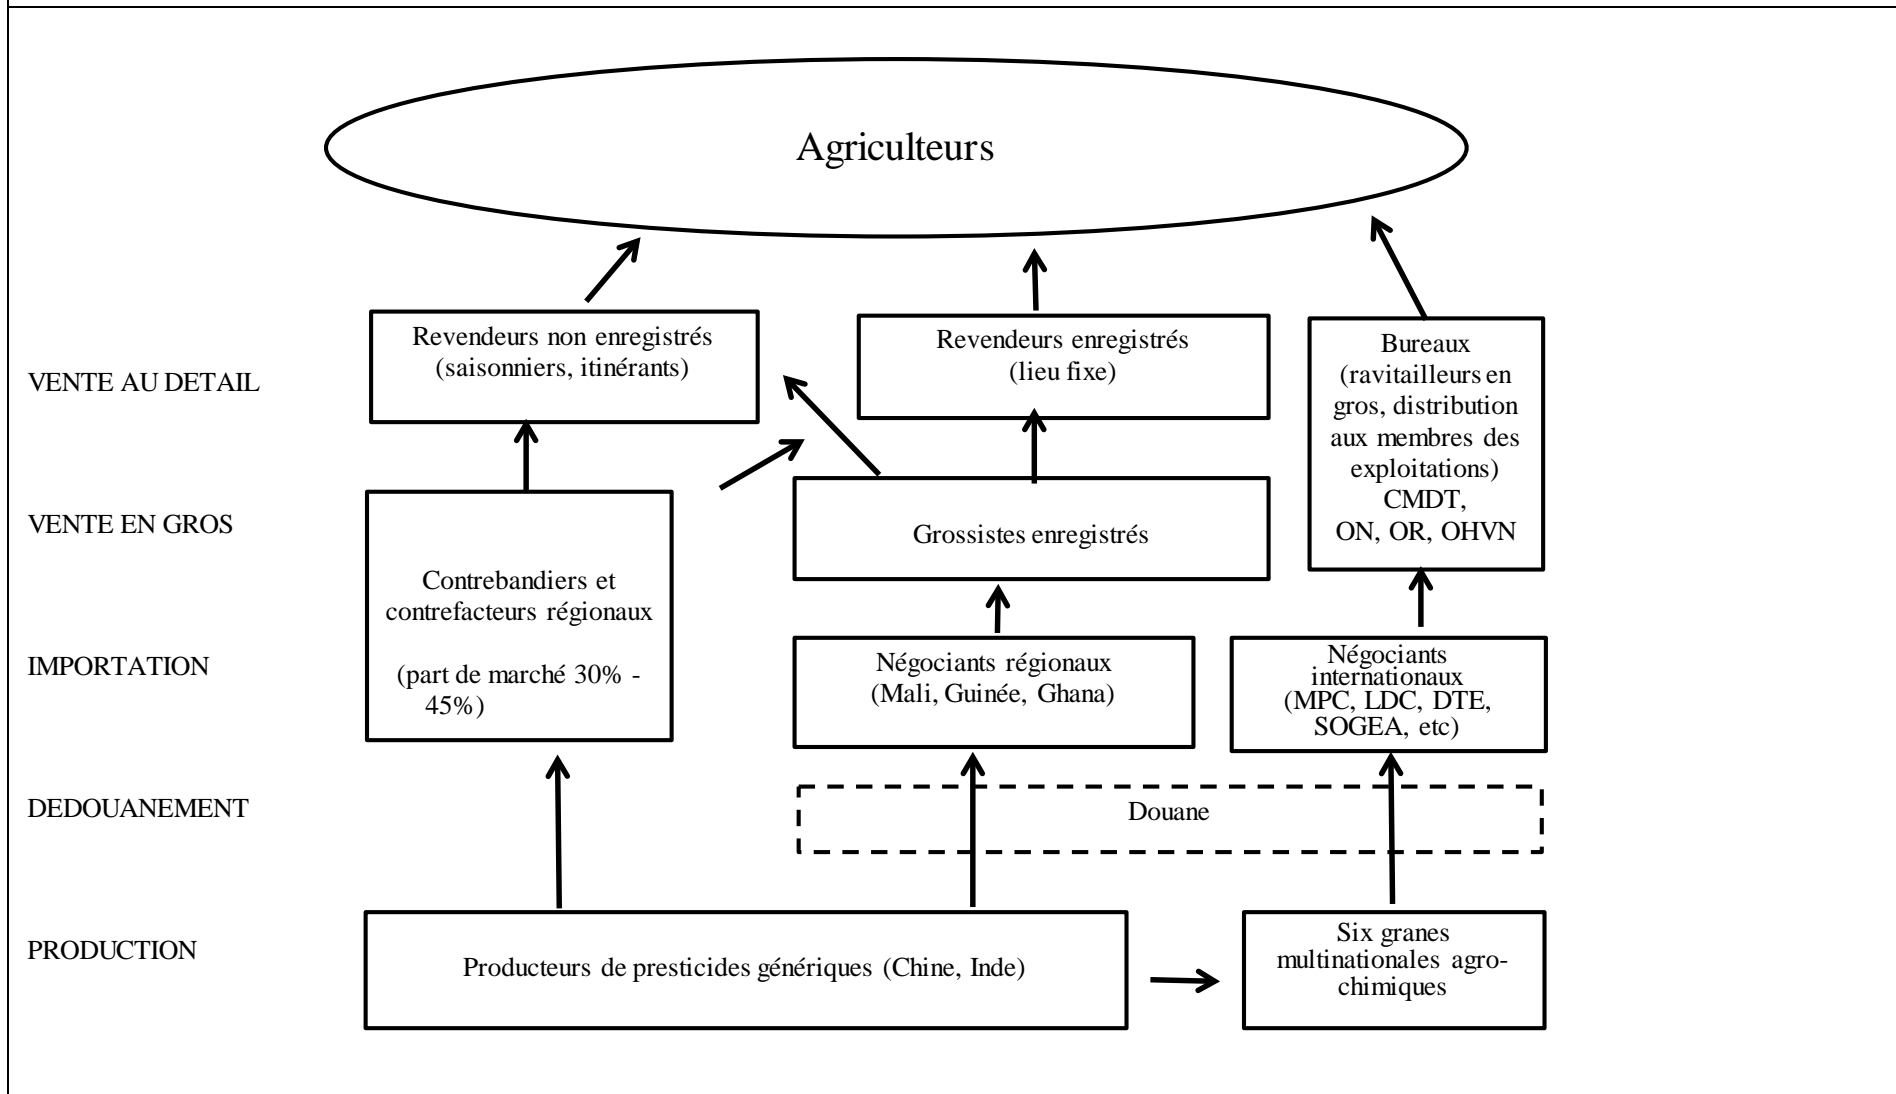 Agriculteurs
VENTE AU DETAIL
Revendeurs non enregistrés
(saisonniers, itinérants)
Revendeurs enregistrés
(lieu fixe)
Bureaux
(ravitailleurs en
gros, distribution
aux membres des
exploitations)
CMDT,
ON, OR, OHVN
VENTE EN GROS
Grossistes enregistrés
Contrebandiers et
contrefacteurs régionaux
(part de marché 30% -
45%)
IMPORTATION
Négociants régionaux
(Mali, Guinée, Ghana)
Négociants
internationaux
(MPC, LDC, DTE,
SOGEA, etc)
DEDOUANEMENT
Douane
PRODUCTION
Producteurs de presticides génériques (Chine, Inde)
Six granes
multinationales agro-
chimiques